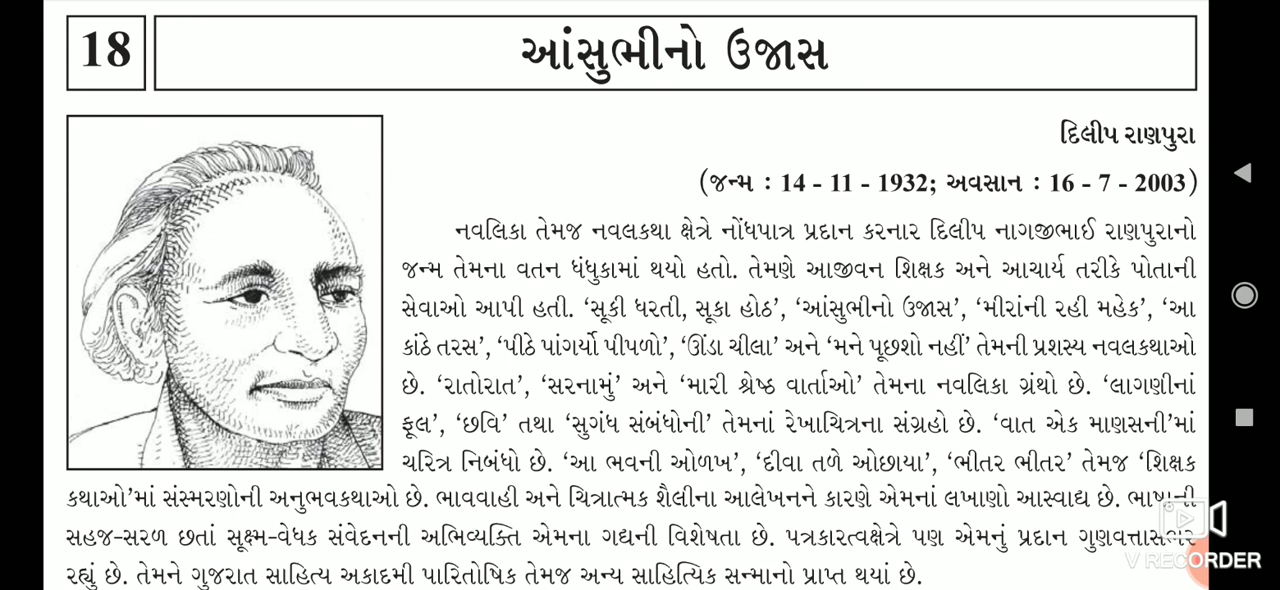 18
આંસુભીનો ઉજાસ
દિલીપ રાણપુરા
(જન્મ : 14 - 11 - 1932; અવસાન : 16 - 7 - 2003)
નવલિકા તેમજ નવલકથા ક્ષેત્રે નોંધપાત્ર પ્રદાન કરનાર દિલીપ નાગજીભાઈ રાણપુરાનો
જન્મ તેમના વતન ધંધુકામાં થયો હતો. તેમણે આજીવન શિક્ષક અને આચાર્ય તરીકે પોતાની
સેવાઓ આપી હતી. ‘સૂકી ધરતી, સૂકા હોઠ’, ‘આંસુભીનો ઉજાસ’, ‘મીરાંની રહી મહેક’, ‘આ
કાંઠે તરસ’, ‘પીઠે પાંગર્યો પીપળો’, ‘ઊંડા ચીલા’ અને ‘મને પૂછશો નહીં’ તેમની પ્રશસ્ય નવલકથાઓ
છે. ‘રાતોરાત’, ‘સરનામું’ અને ‘મારી શ્રેષ્ઠ વાર્તાઓ’ તેમના નવલિકા ગ્રંથો છે. ‘લાગણીનાં
ફૂલ’, ‘છવિ’ તથા ‘સુગંધ સંબંધોની’ તેમનાં રેખાચિત્રના સંગ્રહો છે. ‘વાત એક માણસની’માં
ચરિત્ર નિબંધો છે. ‘આ ભવની ઓળખ’, ‘દીવા તળે ઓછાયા’, ‘ભીતર ભીતર’ તેમજ ‘શિક્ષક
કથાઓ’માં સંસ્મરણોની અનુભવકથાઓ છે. ભાવવાહી અને ચિત્રાત્મક શૈલીના આલેખનને કારણે એમનાં લખાણો આસ્વાદ્ય છે. ભાષાની
સહજ-સરળ છતાં સૂક્ષ્મ-વેધક સંવેદનની અભિવ્યક્તિ એમના ગદ્યની વિશેષતા છે. પત્રકારત્વક્ષેત્રે પણ એમનું પ્રદાન ગુણવત્તાસભર
રહ્યું છે. તેમને ગુજરાત સાહિત્ય અકાદમી પારિતોષિક તેમજ અન્ય સાહિત્યિક સન્માનો પ્રાપ્ત થયાં છે.
V RECORDER